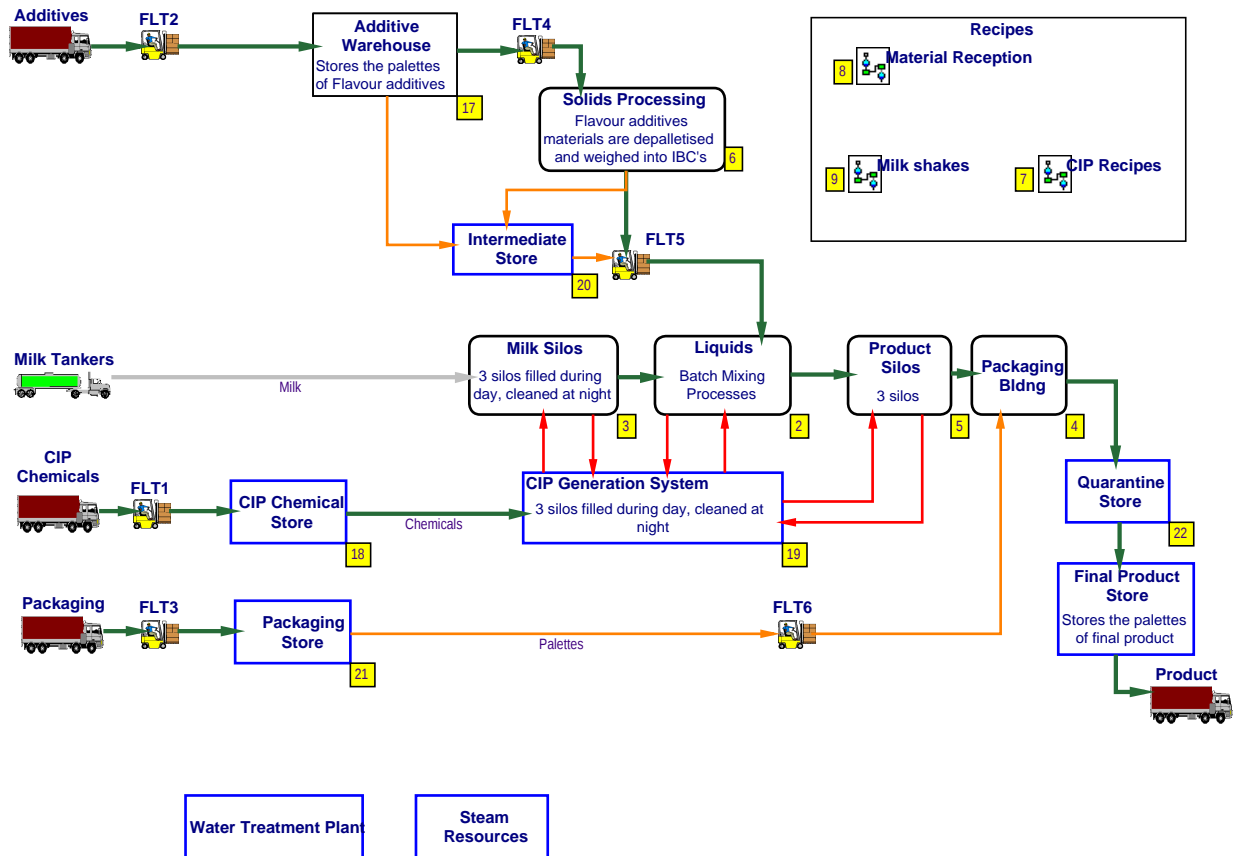 Additives
FLT2
Additive
Warehouse
Stores the palettes
of Flavour additives
17
FLT4
Solids Processing
Flavour additives
materials are depalletised
and weighed into IBC's
6
Recipes
8
Material Reception
9
Milk shakes
7
CIP Recipes
Intermediate
Store
20
FLT5
Milk Tankers
Milk
Milk Silos
3 silos filled during
day, cleaned at night
3
Liquids
Batch Mixing
Processes
2
Product
Silos
3 silos
5
Packaging
Bldng
4
CIP
Chemicals
FLT1
CIP Chemical
Store
18
Chemicals
CIP Generation System
3 silos filled during day, cleaned at
night
19
Quarantine
Store
22
Final Product
Store
Stores the palettes
of final product
Product
Packaging
FLT3
Packaging
Store
21
Palettes
FLT6
Water Treatment Plant
Steam
Resources